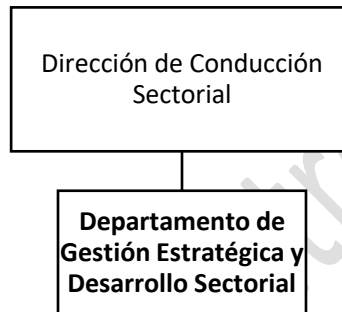 Dirección de Conducción
Sectorial
Departamento de
Gestión Estratégica y
Desarrollo Sectorial